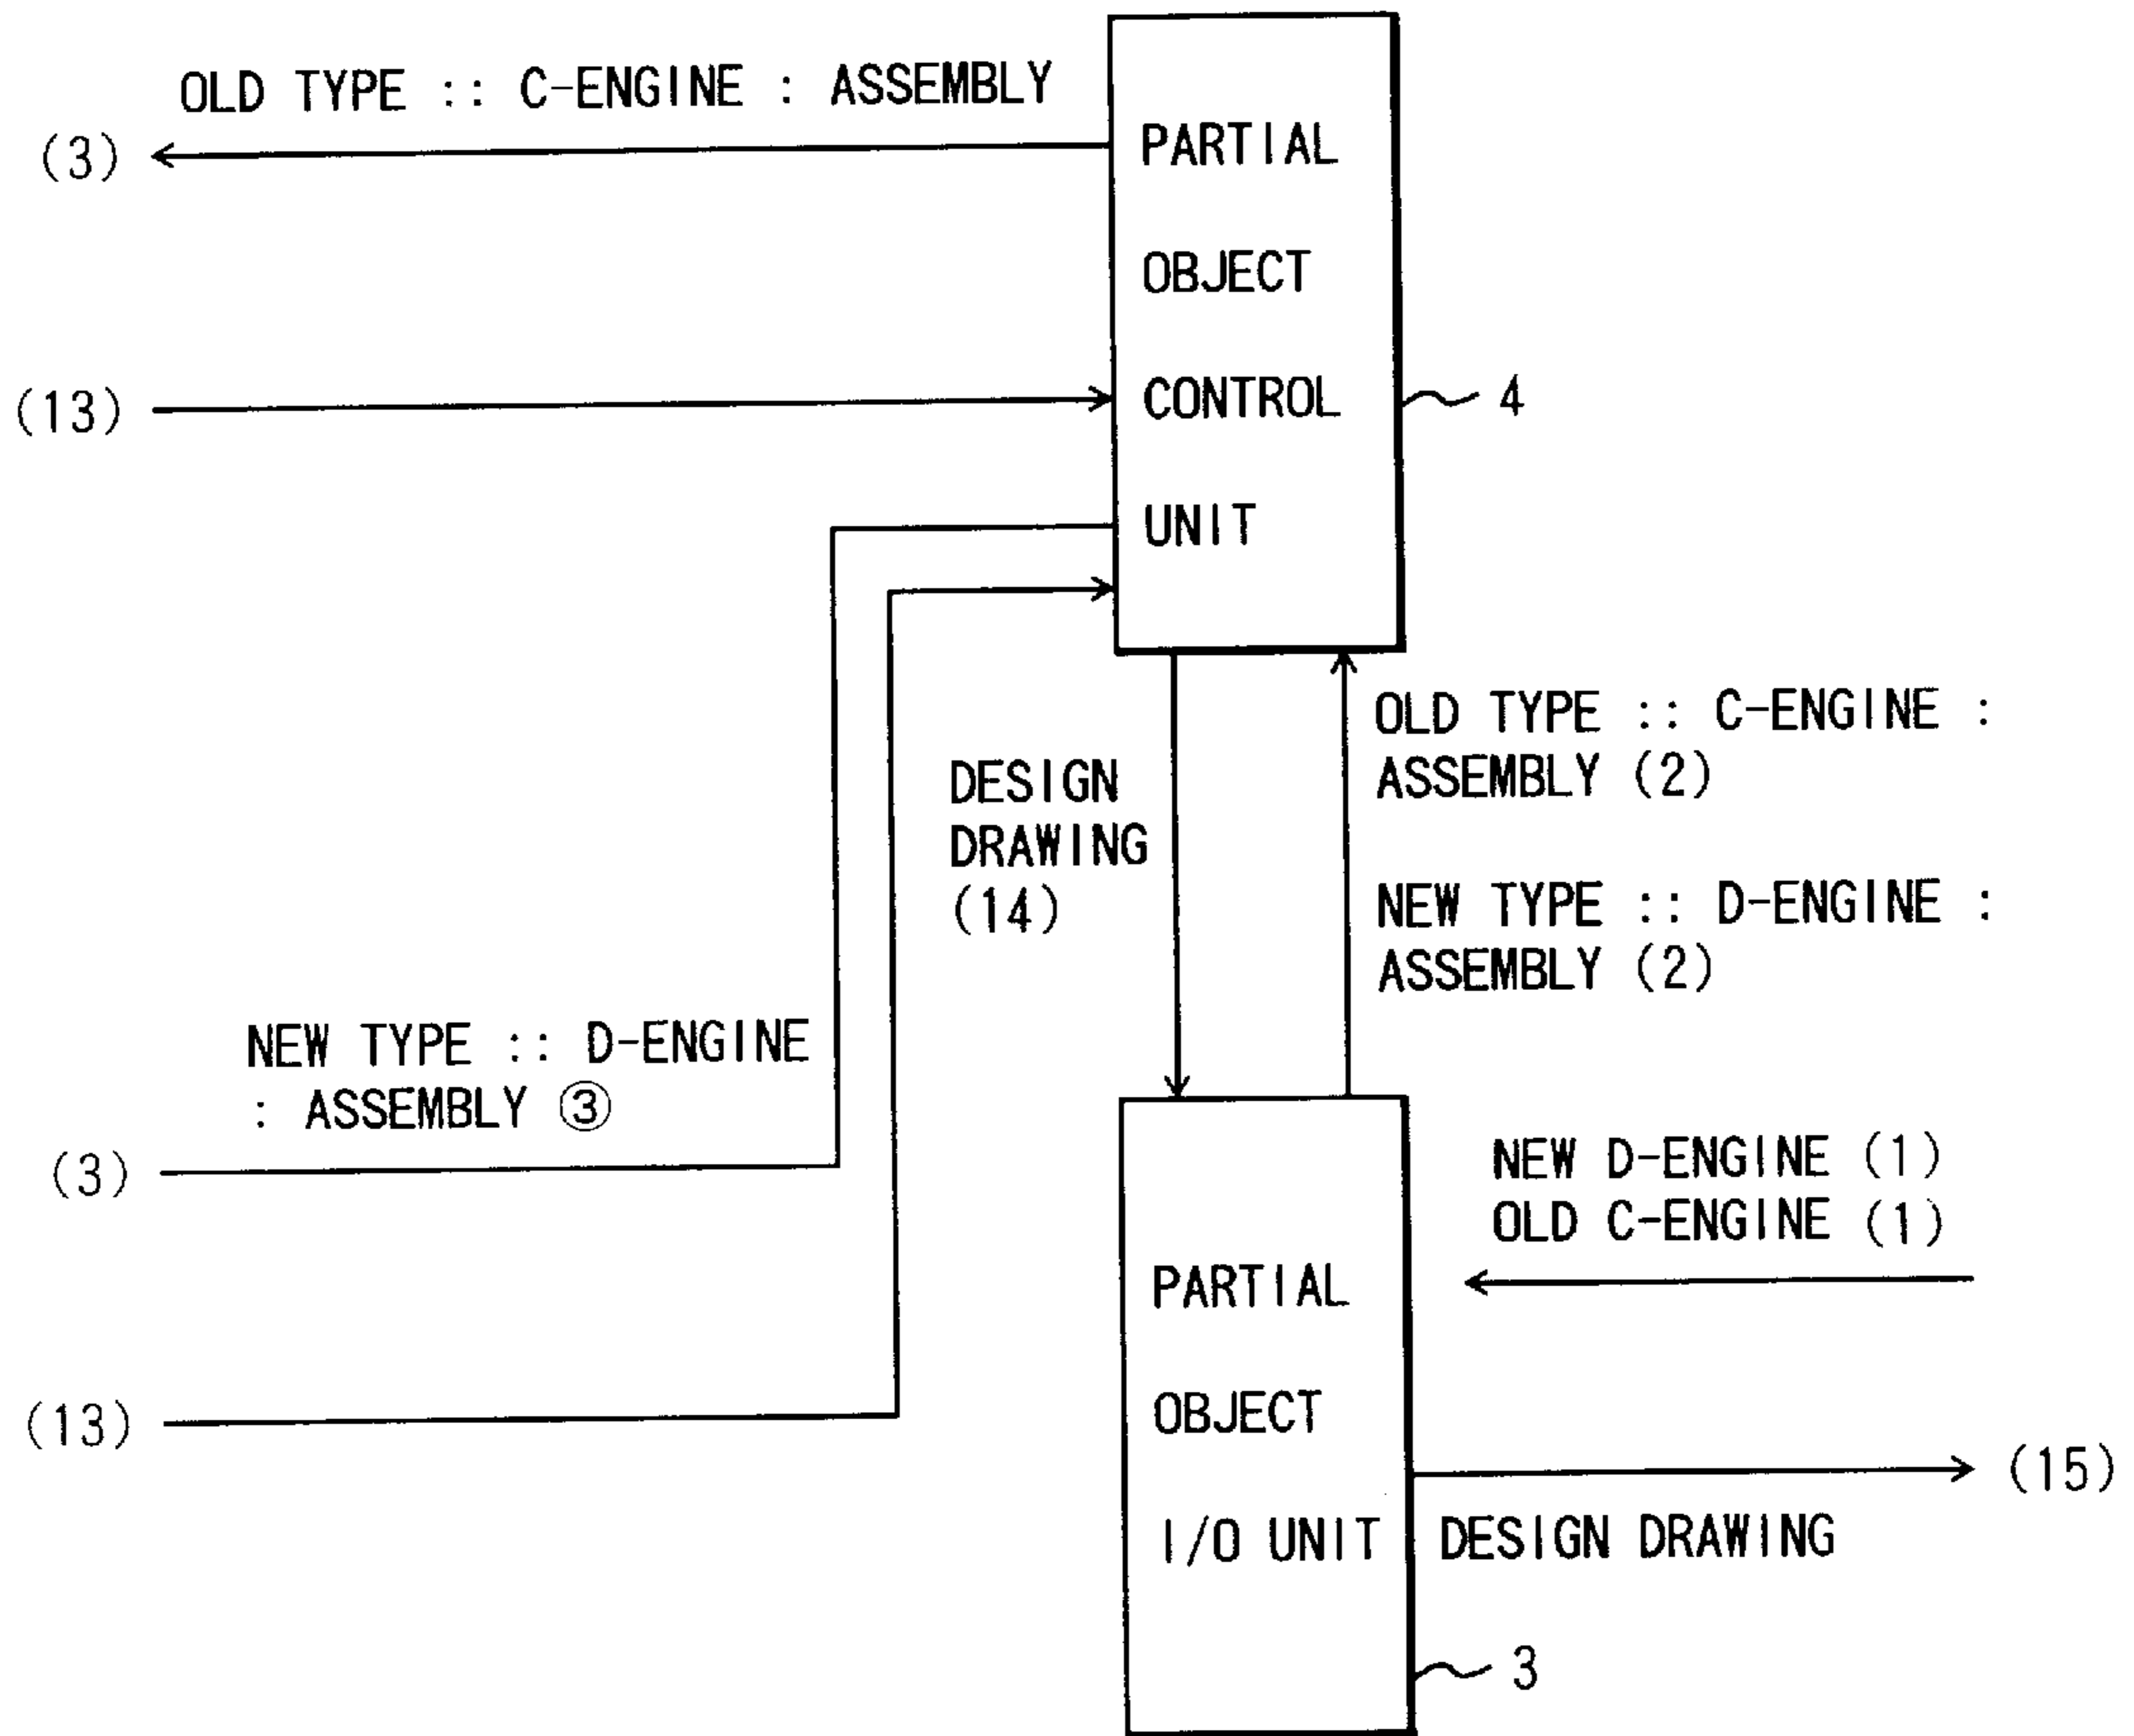 OLD TYPE :: C-ENGINE : ASSEMBLY
(3)
PARTIAL
OBJECT
(13)
CONTROL
4
UNIT
OLD TYPE :: C-ENGINE :
ASSEMBLY (2)
DESIGN
DRAWING
(14)
NEW TYPE :: D-ENGINE :
ASSEMBLY (2)
NEW TYPE :: D-ENGINE
: ASSEMBLY ③
(3)
NEW D-ENGINE (1)
OLD C-ENGINE (1)
PARTIAL
OBJECT
(13)
(15)
I/O UNIT
DESIGN DRAWING
3